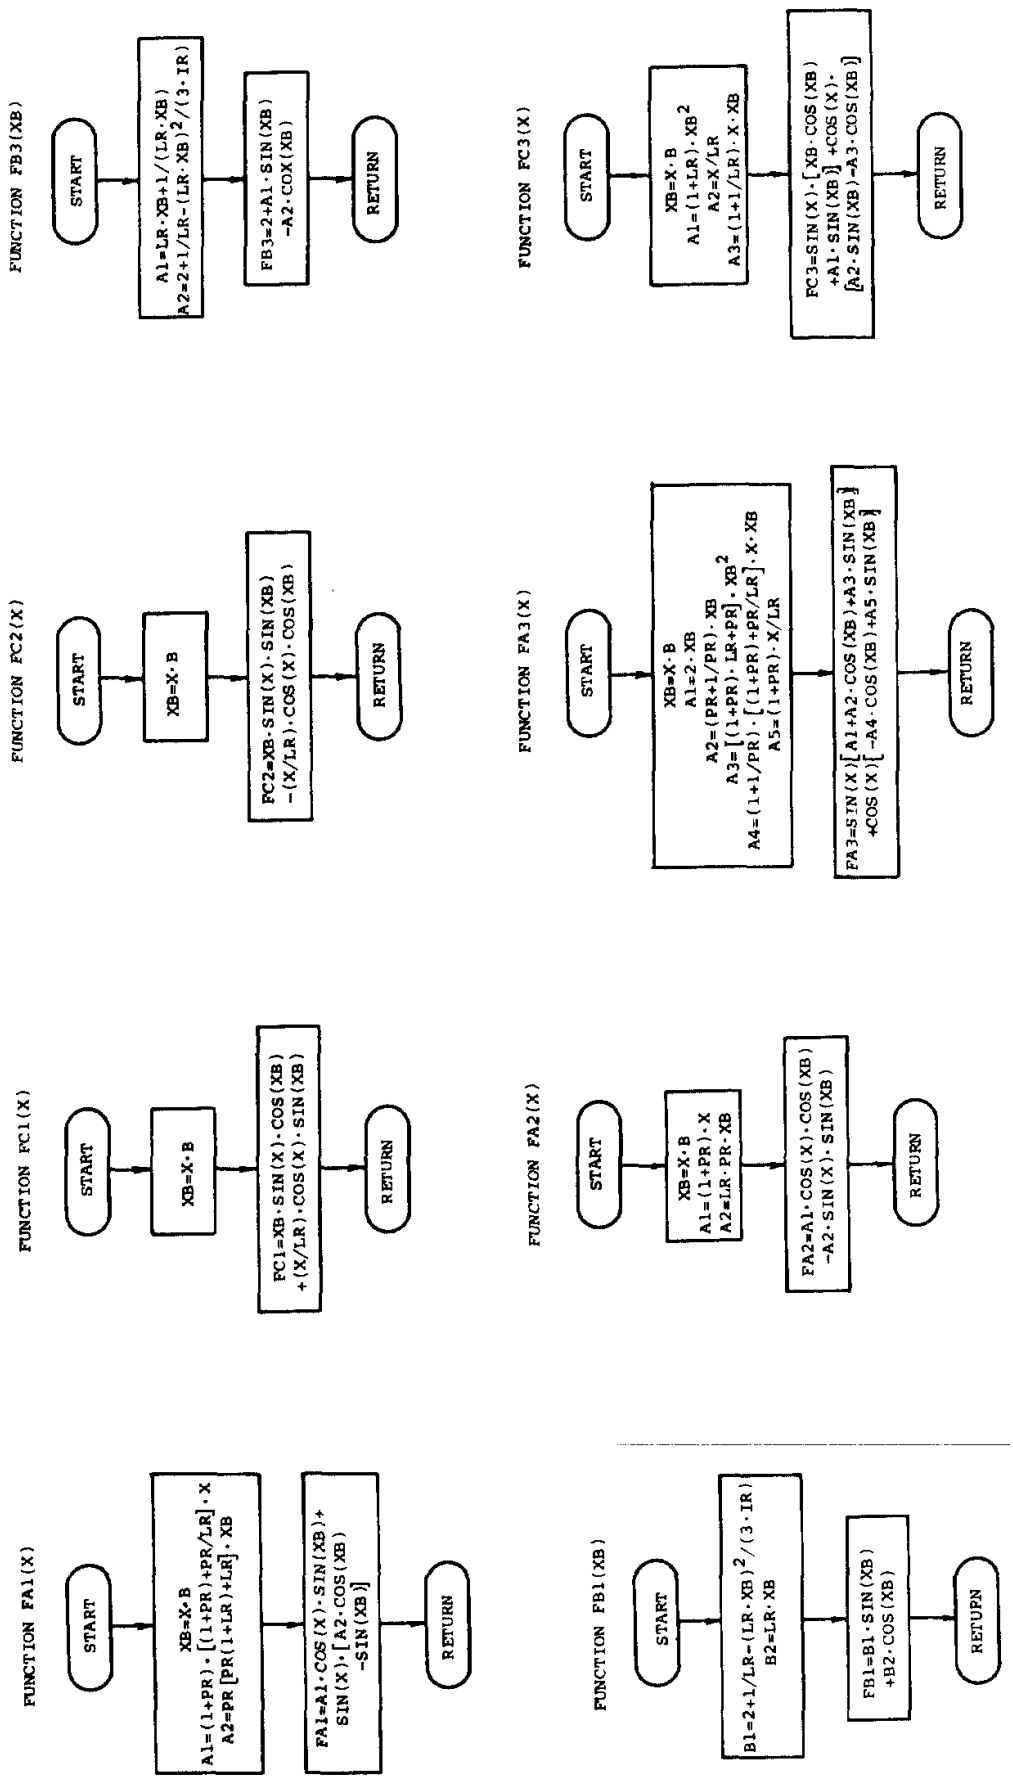 FUNCTION FA1(X)
START
XB=X·B
A1=(1+PR)·[(1+PR)+PR/LR]·X
A2=PR[PR(1+LR)+LR]·XB
FA1=A1·COS(X)·SIN(XB)+
SIN(X)·[A2·COS(XB)
-SIN(XB)]
RETURN
FUNCTION FC1(X)
START
XB=X·B
FC1=XB·SIN(X)·COS(XB)
+(X/LR)·COS(X)·SIN(XB)
RETURN
FUNCTION FC2(X)
START
XB=X·B
FC2=XB·SIN(X)·SIN(XB)
-(X/LR)·COS(X)·COS(XB)
RETURN
FUNCTION FB3(XB)
START
A1=LR·XB+1/(LR·XB)
A2=2+1/LR-(LR·XB)²/(3·IR)
FB3=2+A1·SIN(XB)
-A2·COX(XB)
RETURN
FUNCTION FB1(XB)
START
B1=2+1/LR-(LR·XB)²/(3·IR)
B2=LR·XB
FB1=B1·SIN(XB)
+B2·COS(XB)
RETUPN
FUNCTION FA2(X)
START
XB=X·B
A1=(1+PR)·X
A2=LR·PR·XB
FA2=A1·COS(X)·COS(XB)
-A2·SIN(X)·SIN(XB)
RETURN
FUNCTION FA3(X)
START
XB=X·B
A1=2·XB
A2=(PR+1/PR)·XB
A3=[(1+PR)·LR+PR]·XB²
A4=(1+1/PR)·[(1+PR)+PR/LR]·X·XB
A5=(1+PR)·X/LR
FA3=SIN(X)[A1+A2·COS(XB)+A3·SIN(XB)]
+COS(X)[-A4·COS(XB)+A5·SIN(XB)]
RETURN
FUNCTION FC3(X)
START
XB=X·B
A1=(1+LR)·XB²
A2=X/LR
A3=(1+1/LR)·X·XB
FC3=SIN(X)·[XB·COS(XB)
+A1·SIN(XB)]+COS(X)·
[A2·SIN(XB)-A3·COS(XB)]
RETURN